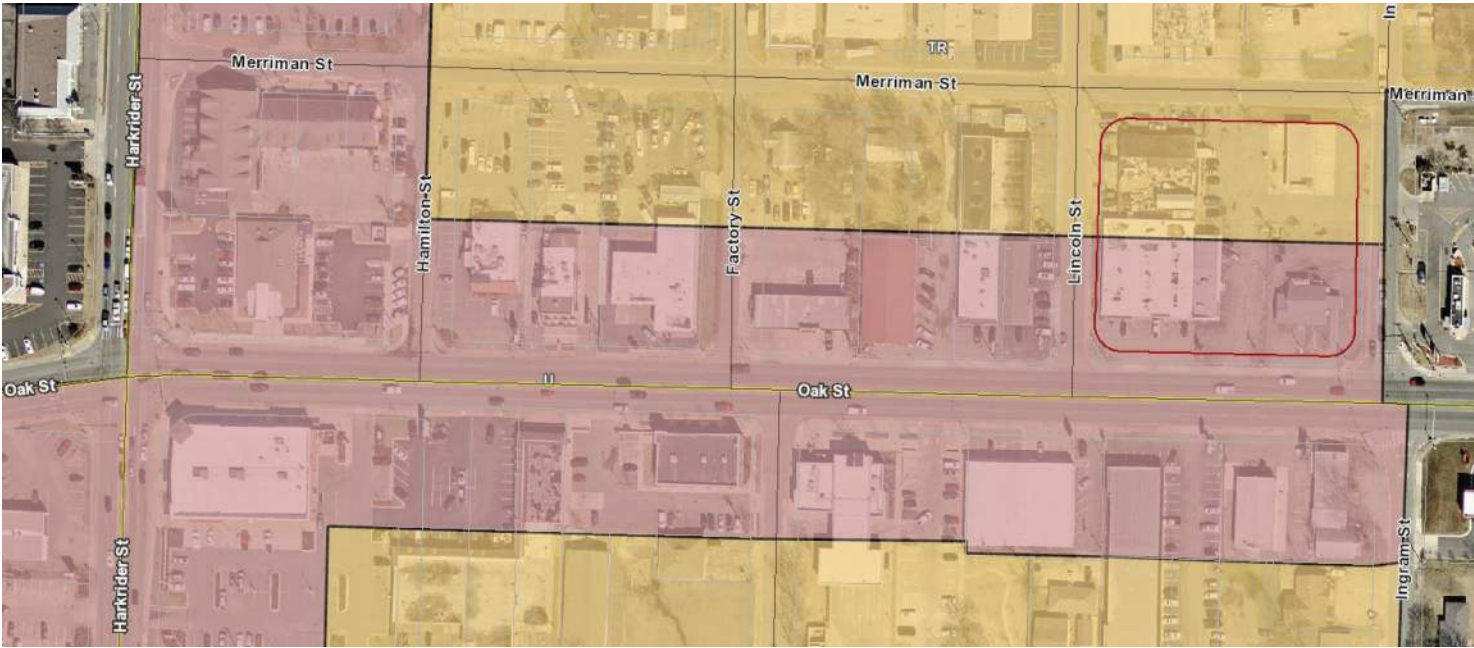 In
TR
Merriman St
Merriman St
Merriman
Harkrider St
Hamilton St
Factory St
Lincoln St
Oak St
U
Oak St
Harkrider St
Ingram St